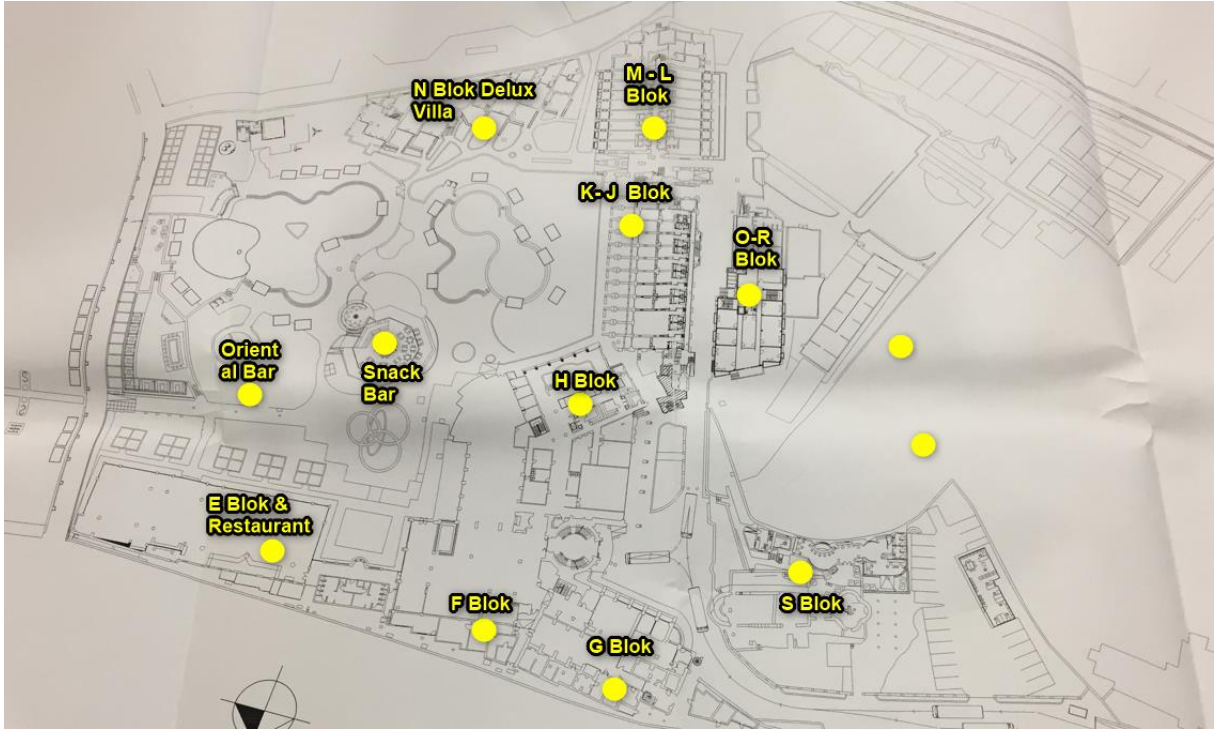 N Blok Delux
Villa
M - L
Blok
K- J  Blok
O-R
Blok
Orient
al Bar
Snack
Bar
H Blok
E Blok &
Restaurant
F Blok
G Blok
S Blok